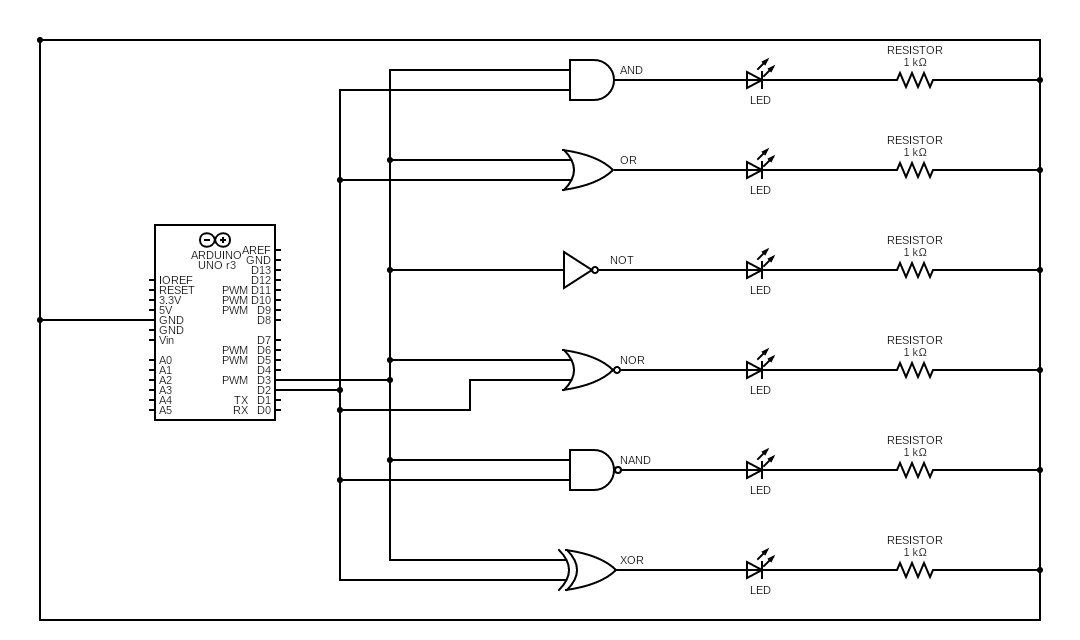 RESISTOR
1 kΩ
AND
LED
RESISTOR
1 kΩ
OR
LED
RESISTOR
1 kΩ
NOT
LED
RESISTOR
1 kΩ
NOR
LED
RESISTOR
1 kΩ
NAND
LED
RESISTOR
1 kΩ
XOR
LED
ARDUINO
UNO r3
AREF
GND
D13
D12
PWM D11
PWM D10
PWM D9
D8
D7
PWM D6
PWM D5
D4
PWM D3
D2
TX D1
RX D0
IOREF
RESET
3.3V
5V
GND
GND
Vin
A0
A1
A2
A3
A4
A5